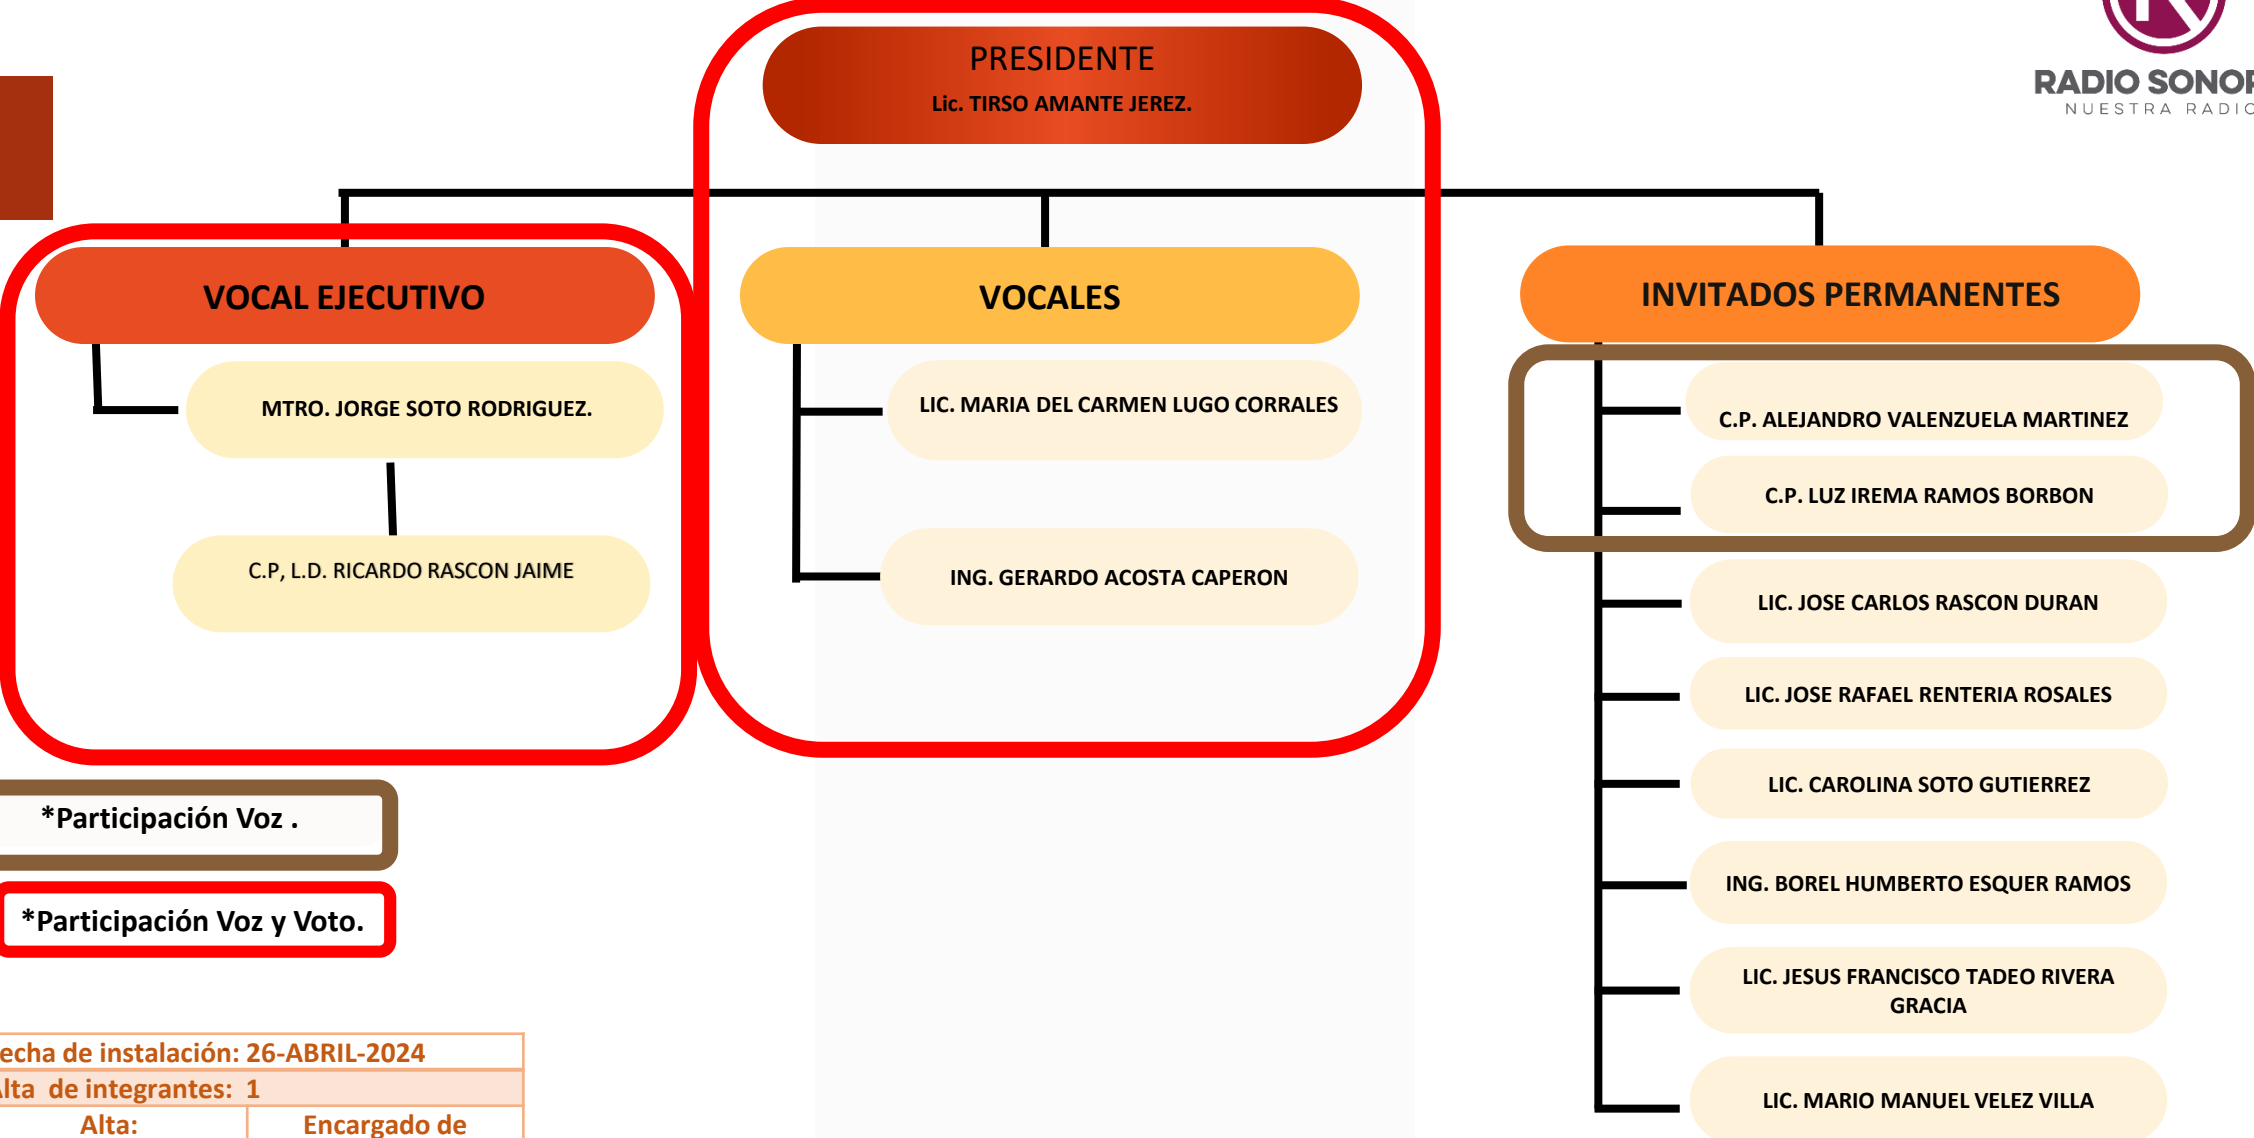 PRESIDENTE
Lic. TIRSO AMANTE JEREZ.
RADIO SONOR
NUESTRA RADIO
VOCAL EJECUTIVO
VOCALES
INVITADOS PERMANENTES
MTRO. JORGE SOTO RODRIGUEZ.
C.P, L.D. RICARDO RASCON JAIME
LIC. MARIA DEL CARMEN LUGO CORRALES
ING. GERARDO ACOSTA CAPERON
C.P. ALEJANDRO VALENZUELA MARTINEZ
C.P. LUZ IREMA RAMOS BORBON
LIC. JOSE CARLOS RASCON DURAN
LIC. JOSE RAFAEL RENTERIA ROSALES
LIC. CAROLINA SOTO GUTIERREZ
ING. BOREL HUMBERTO ESQUER RAMOS
LIC. JESUS FRANCISCO TADEO RIVERA
GRACIA
LIC. MARIO MANUEL VELEZ VILLA
*Participación Voz .
*Participación Voz y Voto.
echa de instalación: 26-ABRIL-2024
Alta de integrantes: 1
Alta:
Encargado de